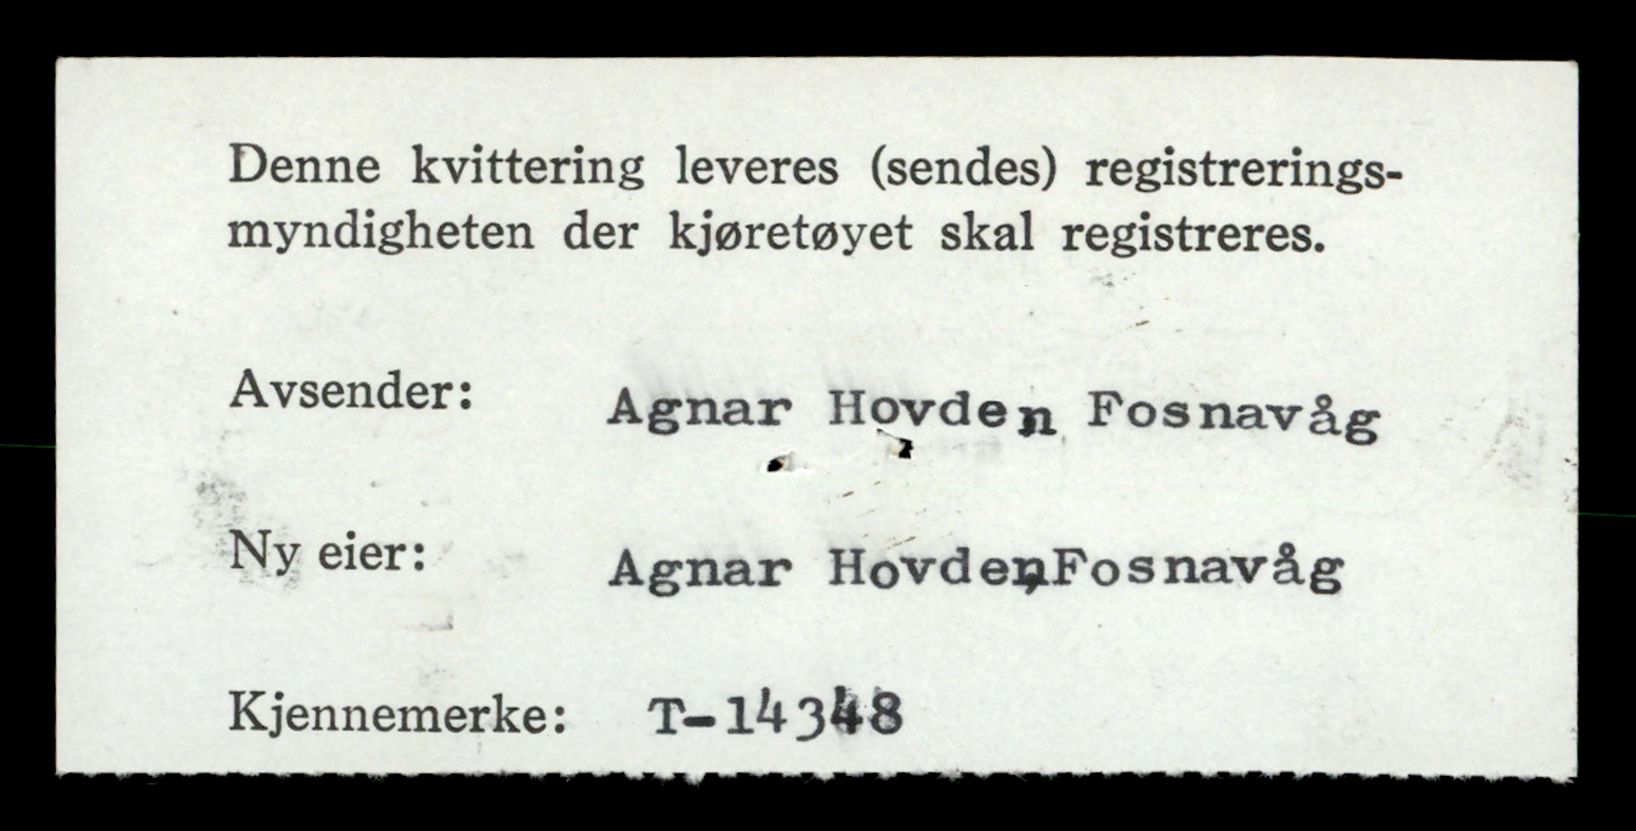 Denne kvittering leveres (sendes) registrerings-
myndigheten der kjøretøyet skal registreres.
Avsender: Agnar Hovden Fosnavåg
Ny eier: Agnar Hovden,Fosnavåg
Kjennemerke: T-14348